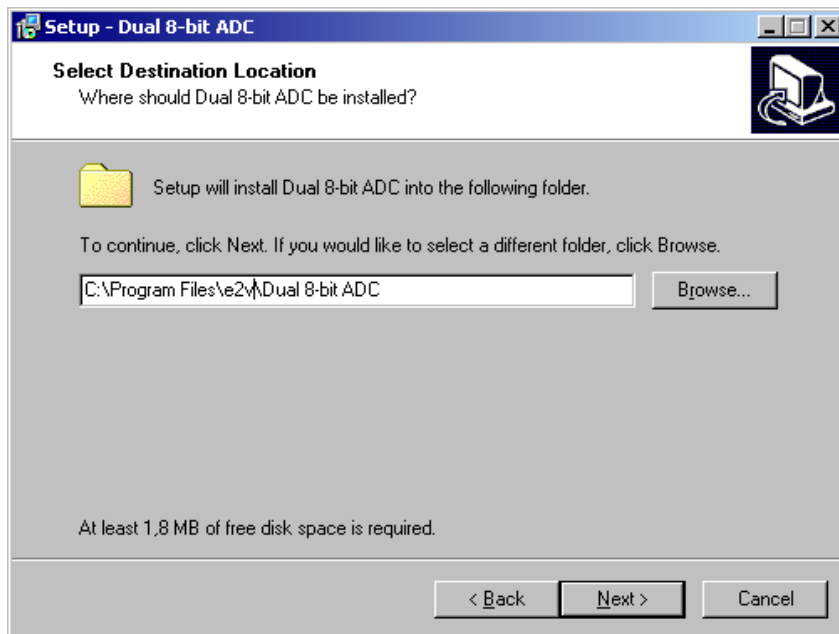 Setup - Dual 8-bit ADC
Select Destination Location
Where should Dual 8-bit ADC be installed?
Setup will install Dual 8-bit ADC into the following folder.
To continue, click Next. If you would like to select a different folder, click Browse.
C:\Program Files\e2v\Dual 8-bit ADC
Browse...
At least 1,8 MB of free disk space is required.
< Back
Next >
Cancel